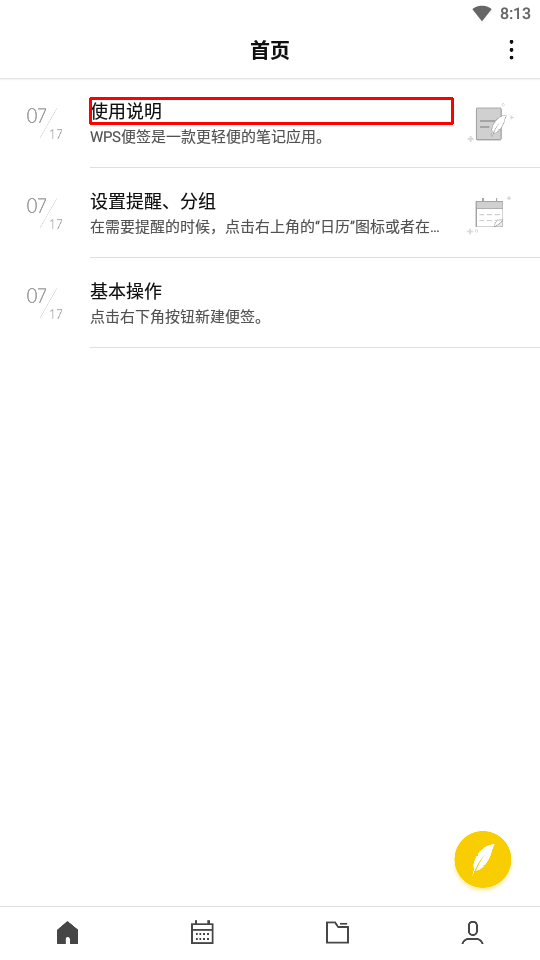 8:13
首页
07/17
使用说明
WPS便签是一款更轻便的笔记应用。
07/17
设置提醒、分组
在需要提醒的时候，点击右上角的“日历”图标或者在...
07/17
基本操作
点击右下角按钮新建便签。